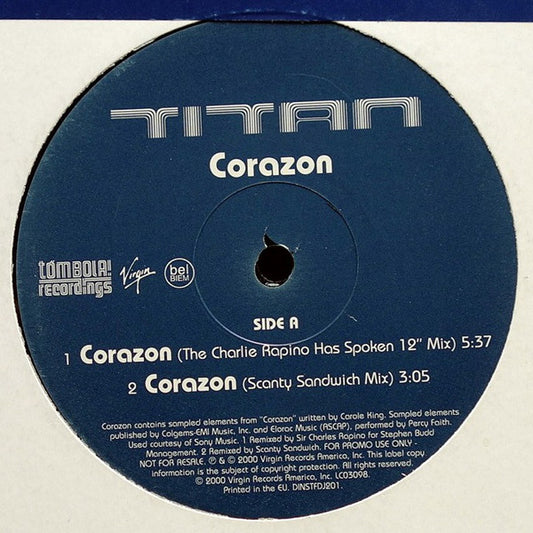 TITAN
Corazon
tómbola! recordings
Virgin
bel BIEM
SIDE A
1 Corazon (The Charlie Rapino Has Spoken 12" Mix) 5:37
2 Corazon (Scanty Sandwich Mix) 3:05
Corazon contains sampled elements from "Corazon" written by Carole King. Sampled elements
published by Colgems-EMI Music, Inc. and Elorac Music (ASCAP), performed by Percy Faith.
Used courtesy of Sony Music. 1 Remixed by Sir Charles Rapino for Stephen Budd
Management. 2 Remixed by Scanty Sandwich. FOR PROMO USE ONLY -
NOT FOR RESALE. ℗ & © 2000 Virgin Records America, Inc. This label copy
information is the subject of copyright protection. All rights reserved.
© 2000 Virgin Records America, Inc. LC03098.
Printed in the EU. DINSTFDJ201.